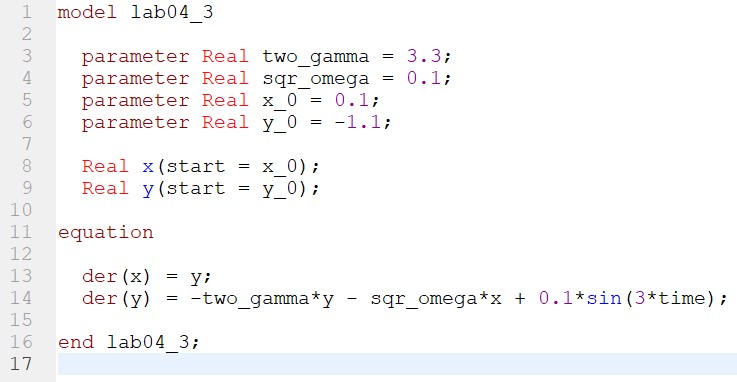 1 model lab04_3
2
3 parameter Real two_gamma = 3.3;
4 parameter Real sqr_omega = 0.1;
5 parameter Real x_0 = 0.1;
6 parameter Real y_0 = -1.1;
7
8 Real x(start = x_0);
9 Real y(start = y_0);
10
11 equation
12
13 der(x) = y;
14 der(y) = -two_gamma*y - sqr_omega*x + 0.1*sin(3*time);
15
16 end lab04_3;
17